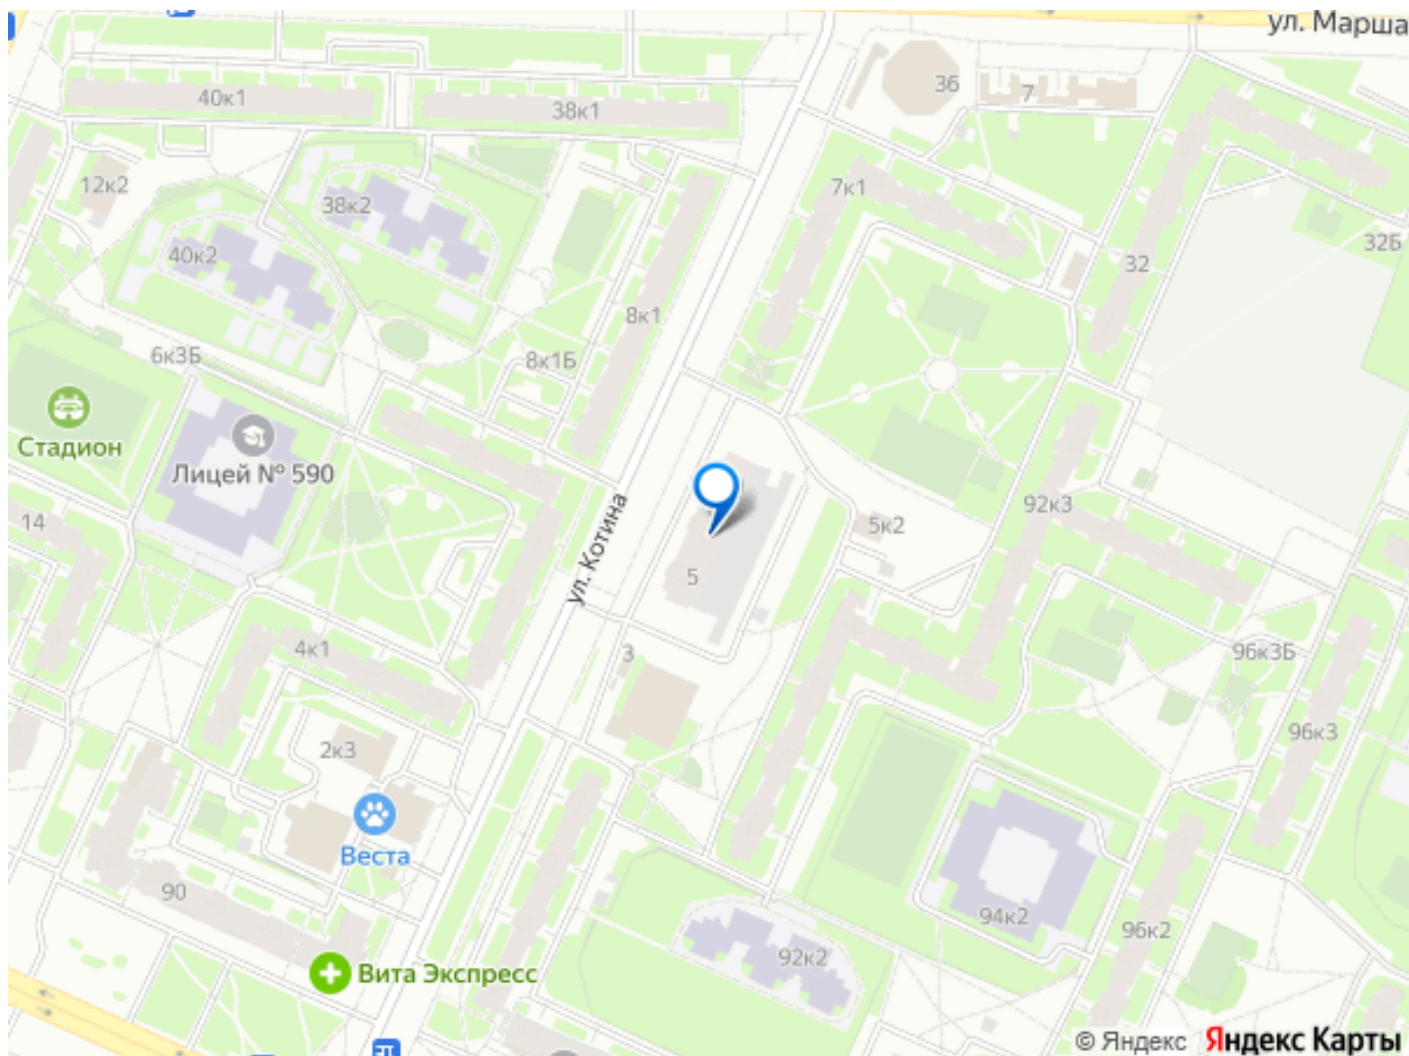 ул. Марша
36
7
40к1
38к1
12к2
7к1
38к2
32Б
40к2
32
8к1
6к3Б
8к1Б
Стадион
Лицей № 590
14
ул. Котина
92к3
5к2
5
4к1
3
96к3Б
96к3
2к3
Веста
90
94к2
96к2
92к2
Вита Экспресс
© Яндекс Яндекс Карты